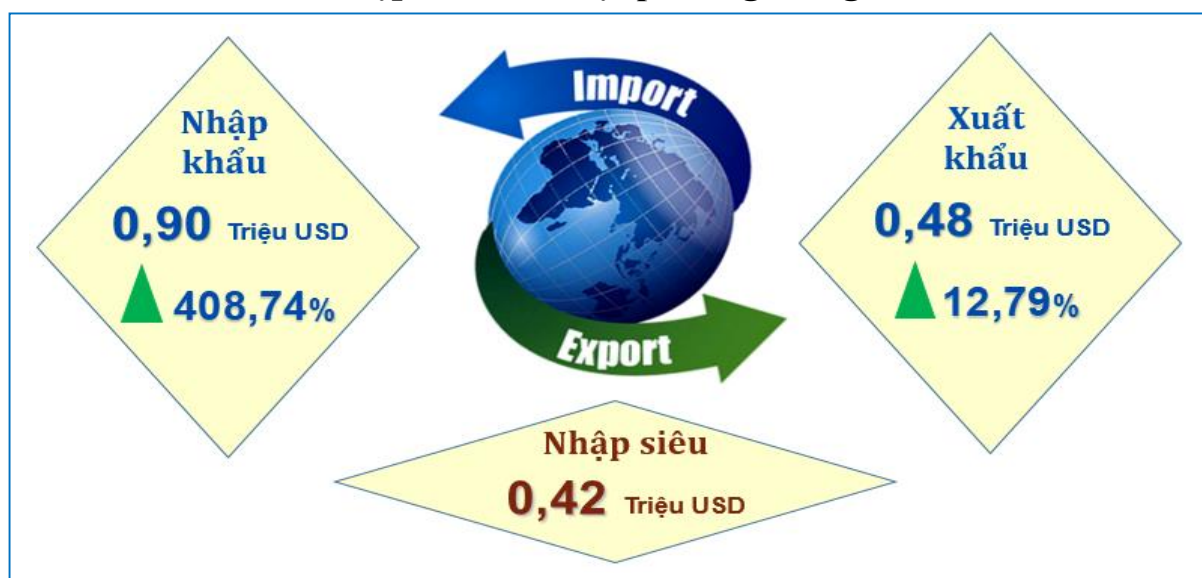 Nhập
khẩu
0,90 Triệu USD
408,74%
Import
Export
Xuất
khẩu
0,48 Triệu USD
12,79%
Nhập siêu
0,42 Triệu USD